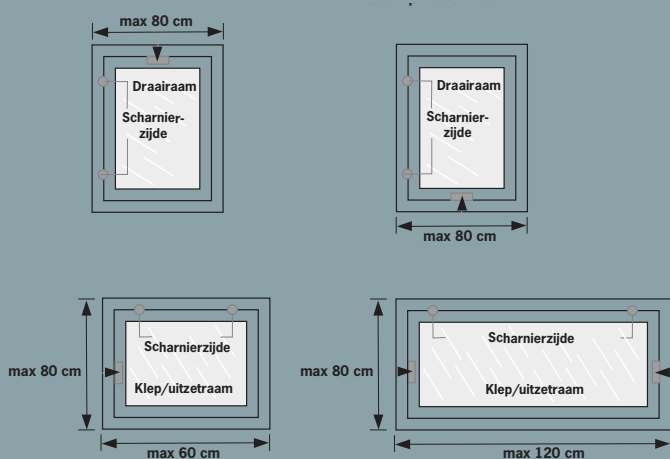 max 80 cm
Draairaam
Scharnier-
zijde
Draairaam
Scharnier-
zijde
max 80 cm
Scharnierzijde
max 80 cm
Klep/uitzetraam
max 60 cm
Scharnierzijde
max 80 cm
Klep/uitzetraam
max 120 cm